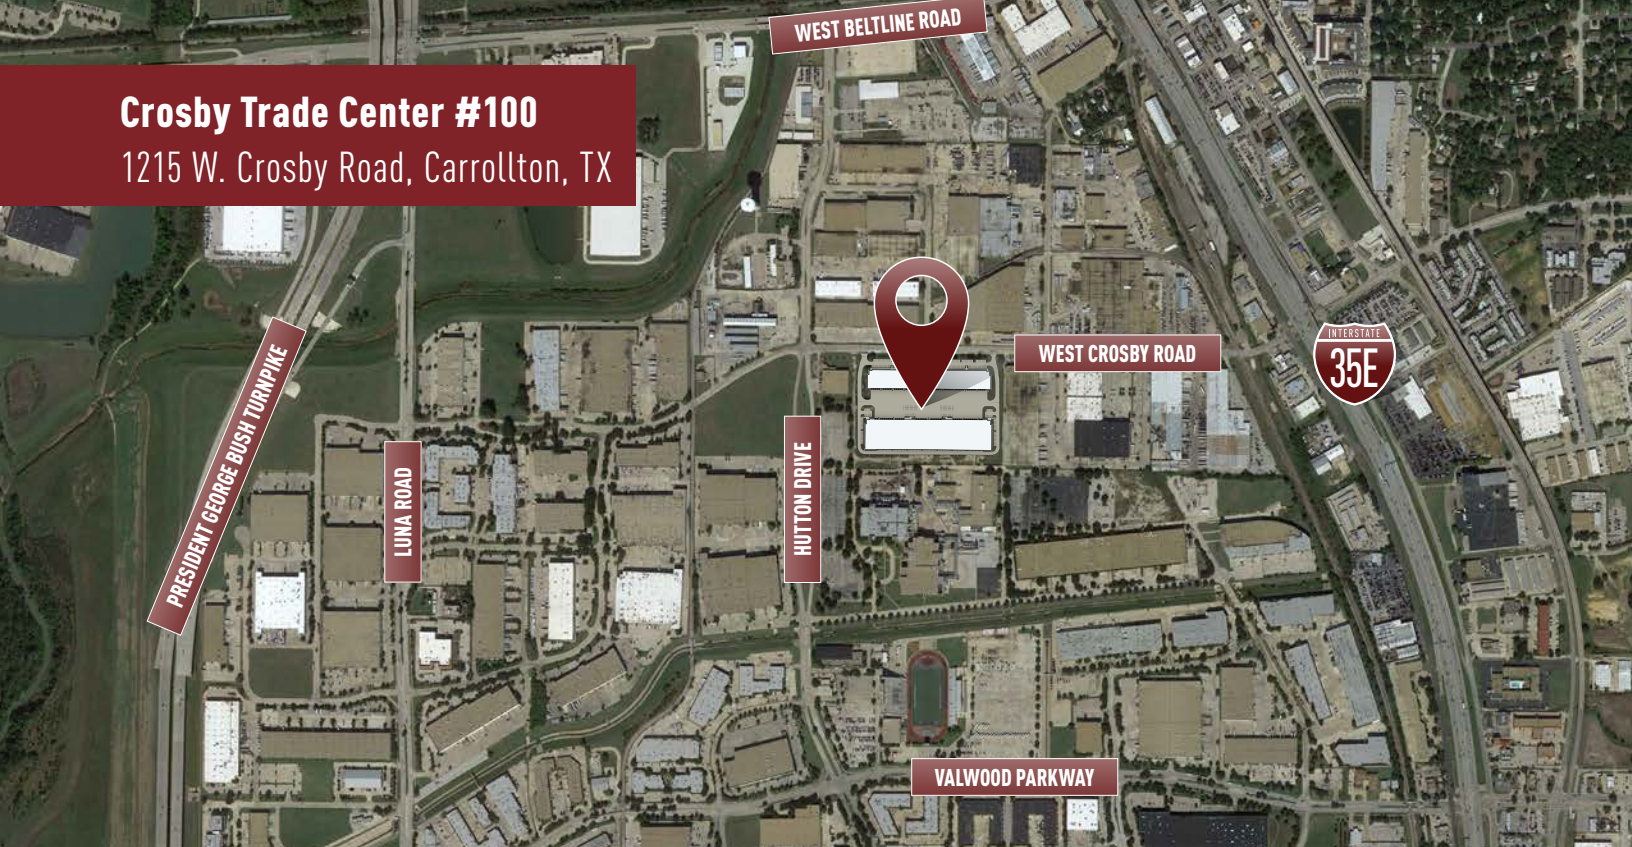 WEST BELTLINE ROAD
Crosby Trade Center #100
1215 W. Crosby Road, Carrollton, TX
WEST CROSBY ROAD
INTERSTATE
35E
PRESIDENT GEORGE BUSH TURNPIKE
LUNA ROAD
HUTTON DRIVE
VALWOOD PARKWAY